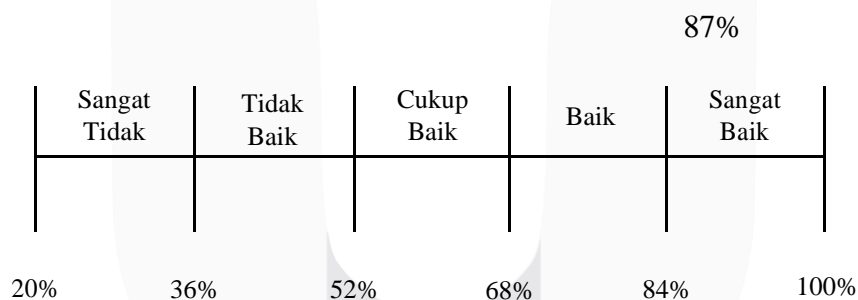 87%
Sangat
Tidak
Tidak
Baik
Cukup
Baik
Baik
Sangat
Baik
20%
36%
52%
68%
84%
100%